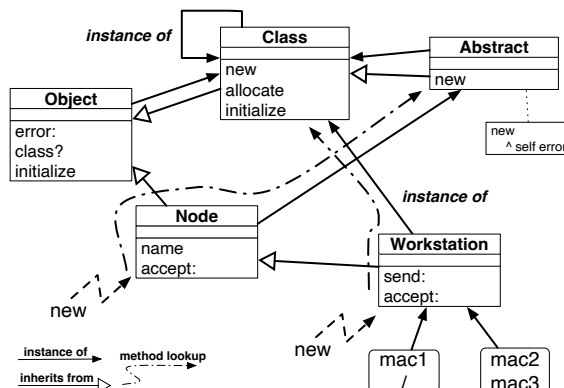 instance of
Class
Abstract
new
allocate
initialize
new
Object
error:
class?
initialize
new
^ self error
instance of
Node
name
accept:
Workstation
send:
accept:
new
new
instance of
method lookup
inherits from
mac1
mac2
mac3